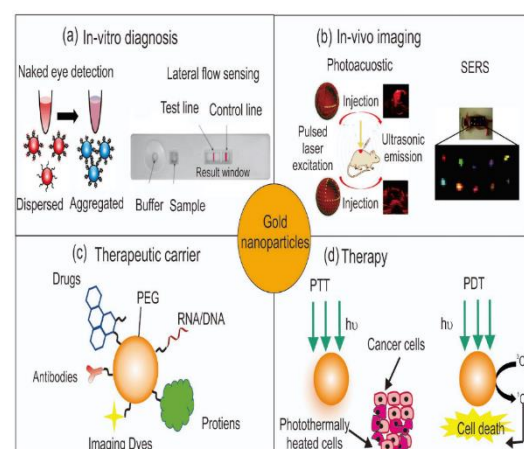 (a) In-vitro diagnosis
Naked eye detection
Dispersed Aggregated
Lateral flow sensing
Test line Control line
Result window
Buffer Sample
(b) In-vivo imaging
Photoacuostic
SERS
Injection
Pulsed
laser
excitation
Ultrasonic
emission
Injection
Gold
nanoparticles
(c) Therapeutic carrier
Drugs
PEG
RNA/DNA
Antibodies
Protiens
Imaging Dyes
(d) Therapy
PTT
hυ
Cancer cells
Photothermally
heated cells
PDT
hυ
Cell death